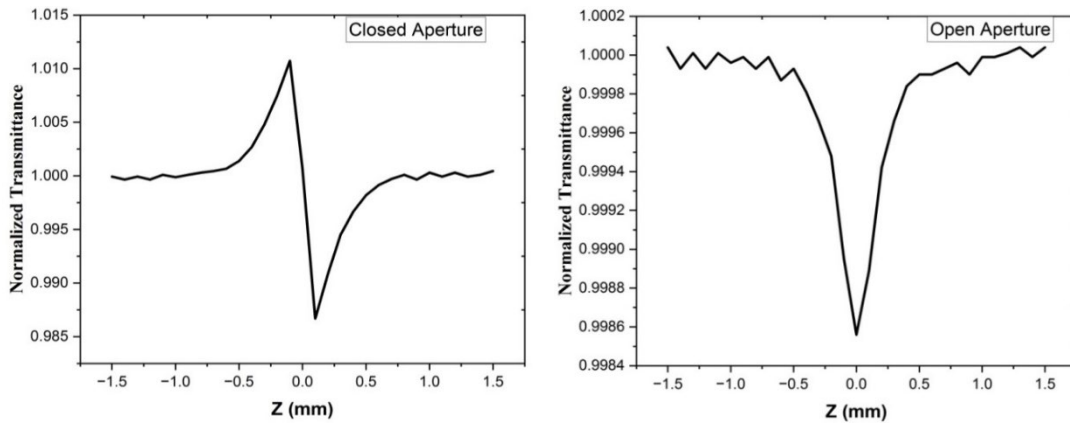 Closed Aperture
Normalized Transmittance
1.015
1.010
1.005
1.000
0.995
0.990
0.985
−1.5 −1.0 −0.5 0.0 0.5 1.0 1.5
Z (mm)
Open Aperture
Normalized Transmittance
1.0002
1.0000
0.9998
0.9996
0.9994
0.9992
0.9990
0.9988
0.9986
0.9984
−1.5 −1.0 −0.5 0.0 0.5 1.0 1.5
Z (mm)